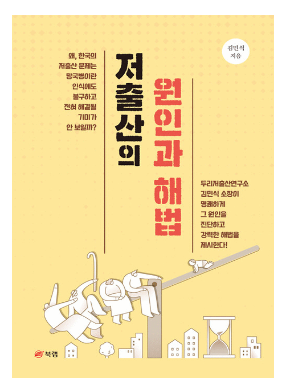 왜, 한국의
저출산 문제는
망국병이란
인식에도
불구하고
전혀 해결될
기미가
안 보일까?
저출산의
원인과 해법
김민식
지음
두리저출산연구소
김민식 소장이
명쾌하게
그 원인을
진단하고
강력한 해법을
제시한다!
북랩